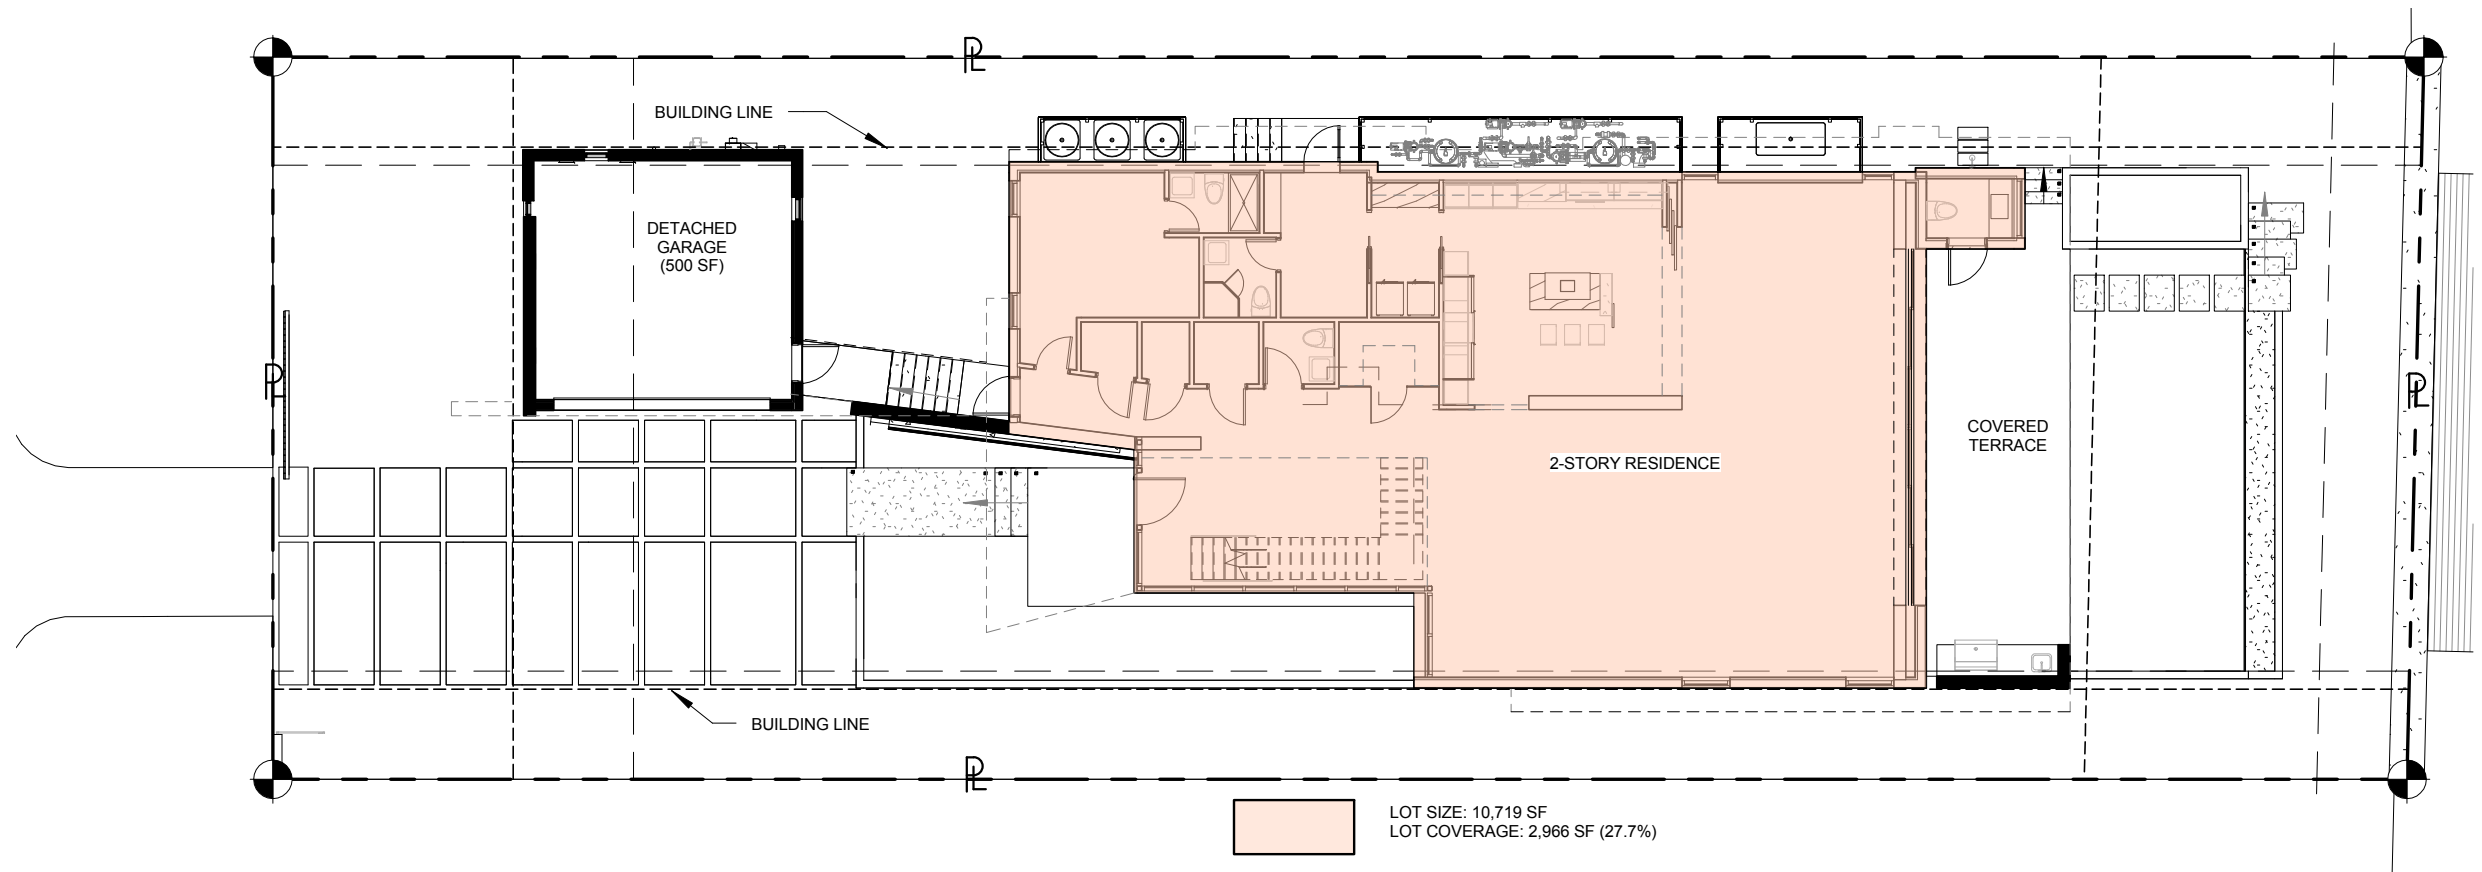 PL
BUILDING LINE
DETACHED
GARAGE
(500 SF)
PL
PL
COVERED
TERRACE
2-STORY RESIDENCE
BUILDING LINE
PL
LOT SIZE: 10,719 SF
LOT COVERAGE: 2,966 SF (27.7%)